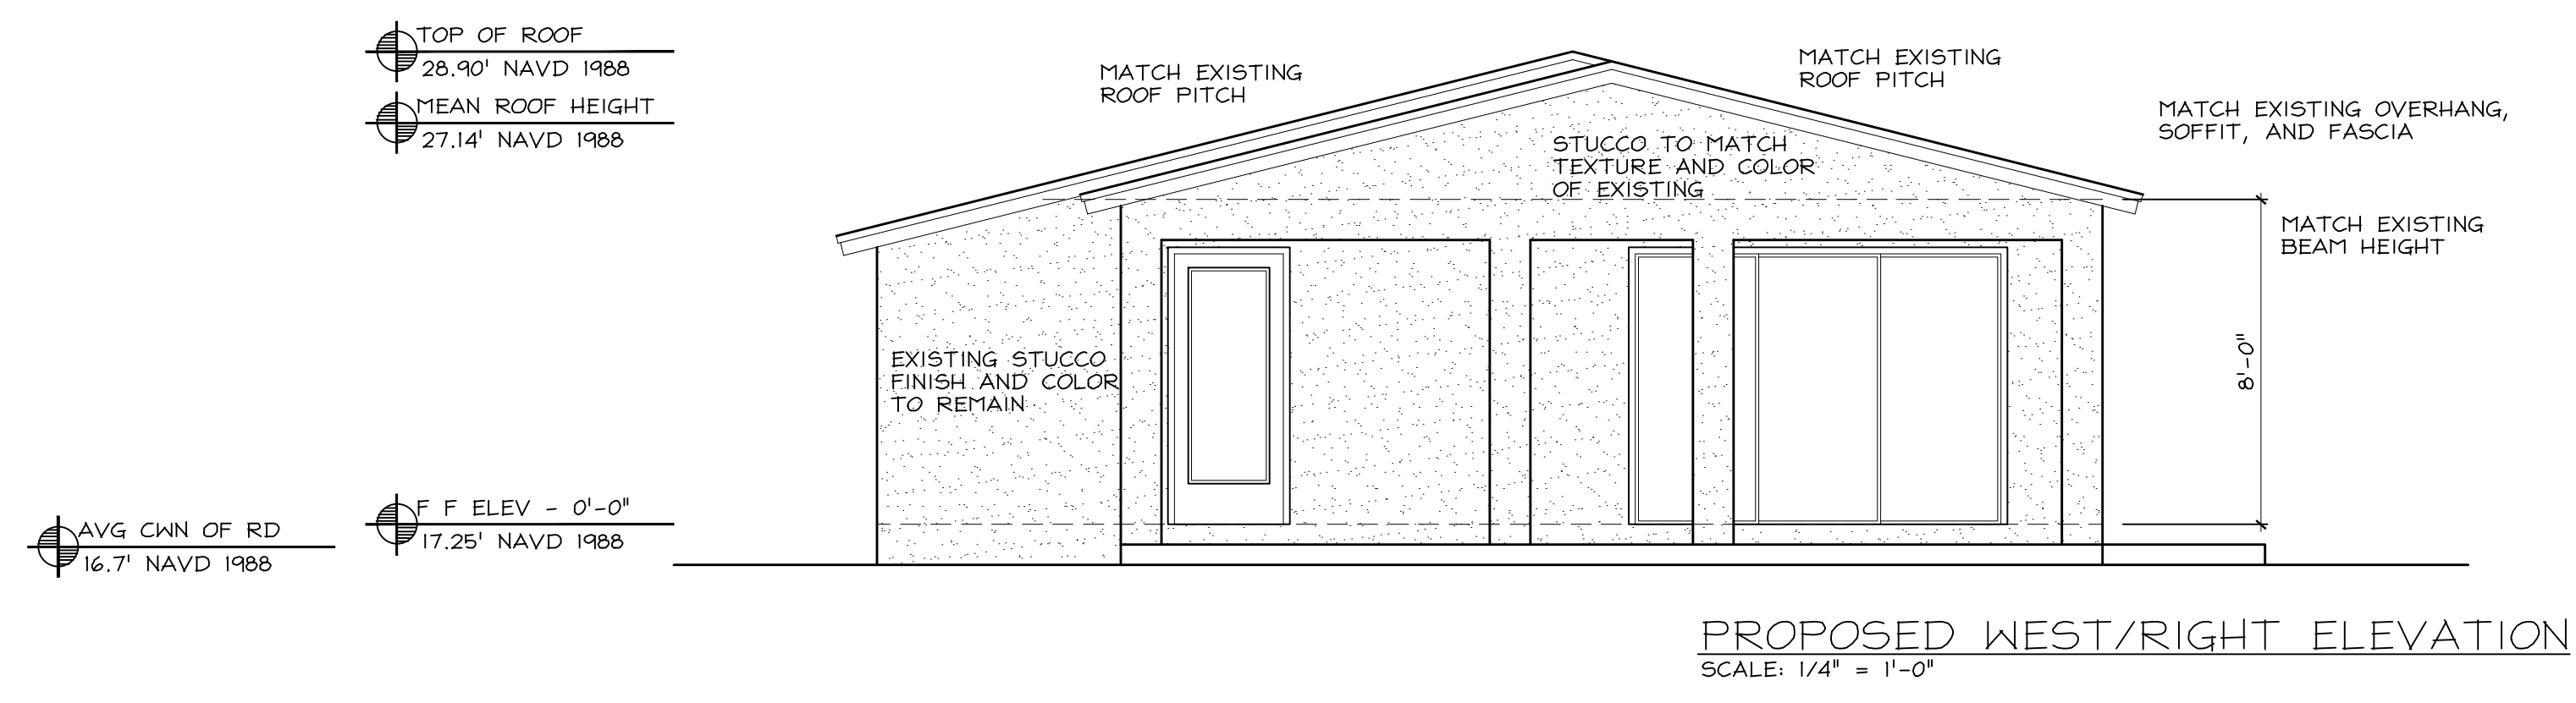 TOP OF ROOF
28.90' NAVD 1988
MEAN ROOF HEIGHT
27.14' NAVD 1988
MATCH EXISTING
ROOF PITCH
MATCH EXISTING
ROOF PITCH
MATCH EXISTING OVERHANG,
SOFFIT, AND FASCIA
STUCCO TO MATCH
TEXTURE AND COLOR
OF EXISTING
MATCH EXISTING
BEAM HEIGHT
8'-0"
EXISTING STUCCO
FINISH AND COLOR
TO REMAIN
F F ELEV - 0'-0"
17.25' NAVD 1988
AVG CWN OF RD
16.7' NAVD 1988
PROPOSED WEST/RIGHT ELEVATION
SCALE: 1/4" = 1'-0"